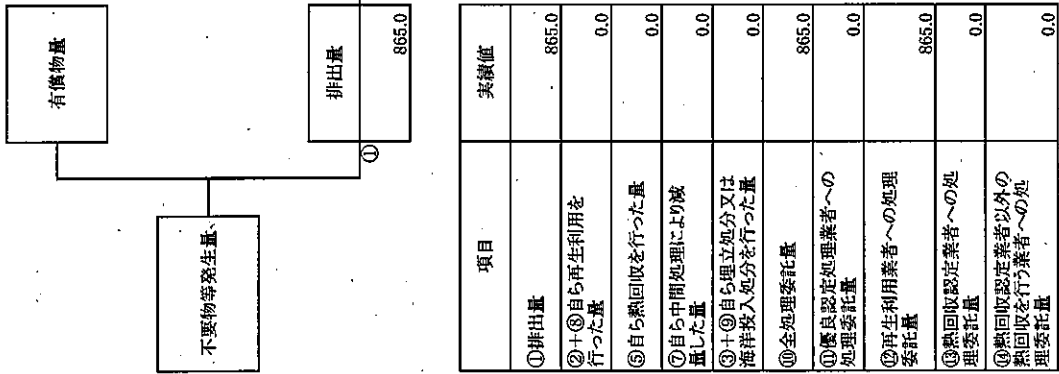 有償物量
不要物等発生量
排出量
①
865.0
項目
実績値
①排出量
865.0
②+⑧自ら再生利用を
行った量
0.0
⑤自ら熱回収を行った量
0.0
⑦自ら中間処理により減
量した量
0.0
③+⑨自ら埋立処分又は
海洋投入処分を行った量
0.0
⑩全処理委託量
865.0
⑪優良認定処理業者への
処理委託量
0.0
⑫再生利用業者への処理
委託量
865.0
⑬熱回収認定業者への処
理委託量
0.0
⑭熱回収認定業者以外の
熱回収を行う業者への処
理委託量
0.0